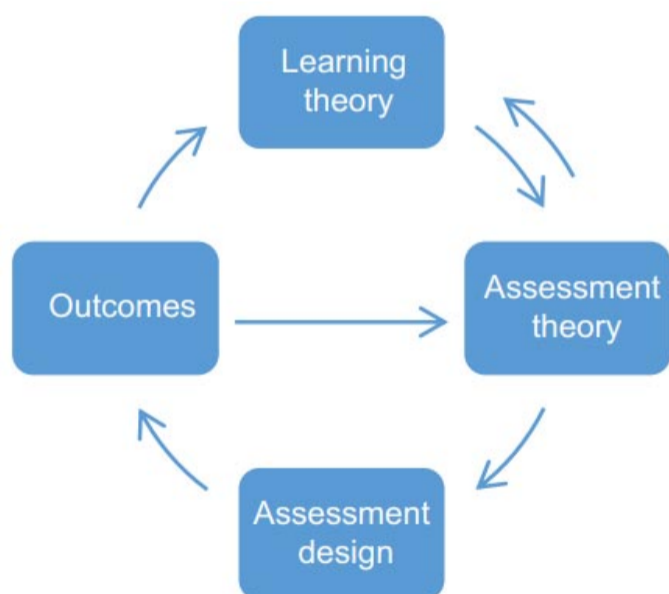 Learning
theory
Outcomes
Assessment
theory
Assessment
design